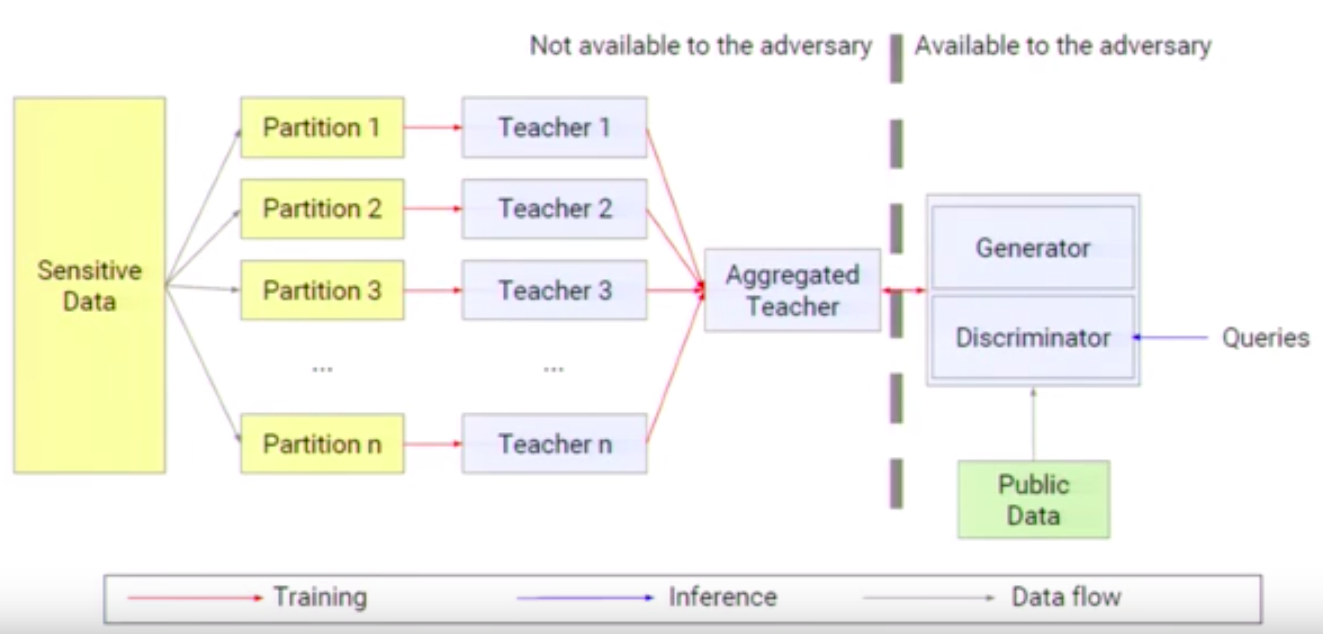 Not available to the adversary
Available to the adversary
Sensitive
Data
Partition 1
Teacher 1
Partition 2
Teacher 2
Partition 3
Teacher 3
...
...
Partition n
Teacher n
Aggregated
Teacher
Generator
Discriminator
Queries
Public
Data
Training
Inference
Data flow